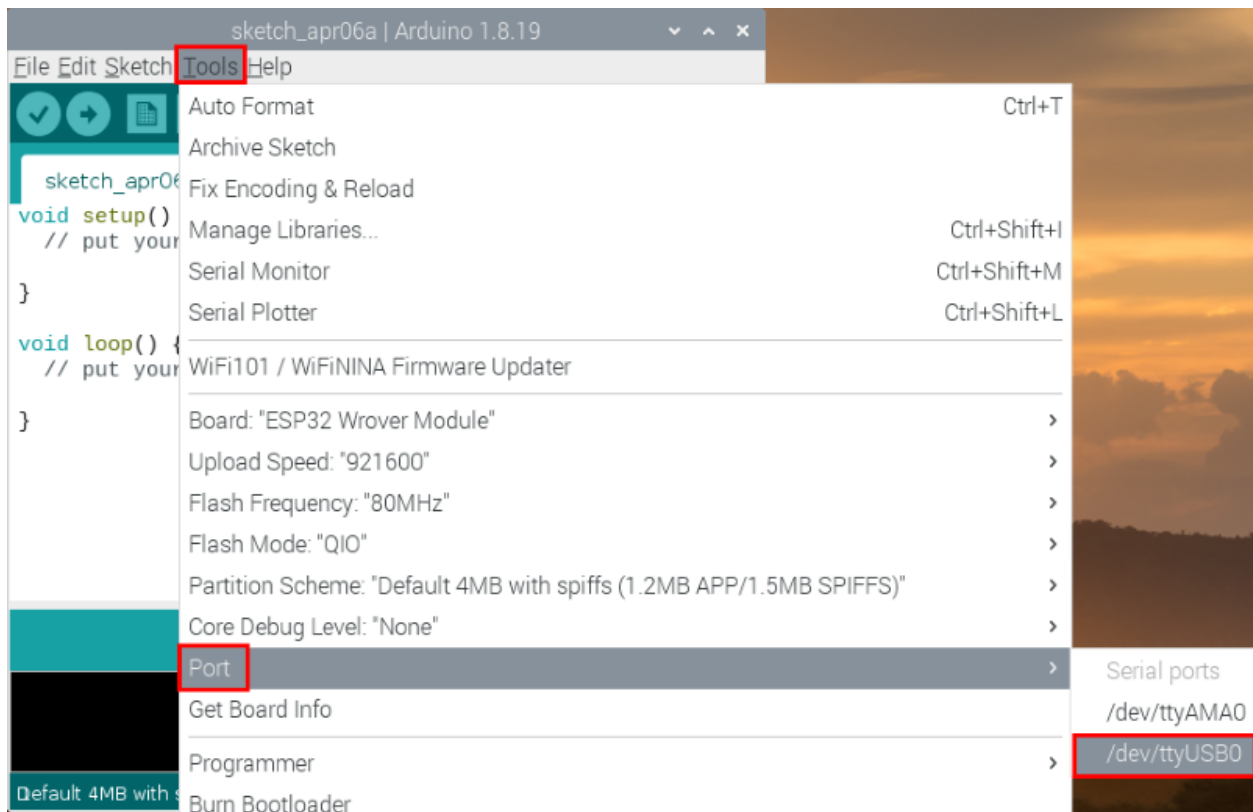 sketch_apr06a | Arduino 1.8.19
File Edit Sketch Tools Help
Auto Format Ctrl+T
Archive Sketch
sketch_apr06
Fix Encoding & Reload
void setup()
Manage Libraries... Ctrl+Shift+I
// put your
Serial Monitor Ctrl+Shift+M
}
Serial Plotter Ctrl+Shift+L
void loop() {
// put your
WiFi101 / WiFiNINA Firmware Updater
}
Board: "ESP32 Wrover Module"
Upload Speed: "921600"
Flash Frequency: "80MHz"
Flash Mode: "QIO"
Partition Scheme: "Default 4MB with spiffs (1.2MB APP/1.5MB SPIFFS)"
Core Debug Level: "None"
Port
Serial ports
Get Board Info
/dev/ttyAMA0
/dev/ttyUSB0
Programmer
Default 4MB with s
Burn Bootloader